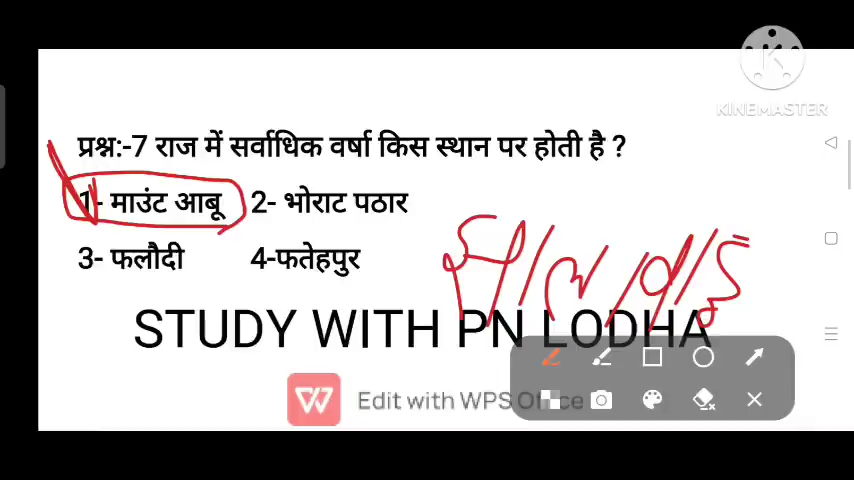 KINEMASTER
प्रश्न:-7 राज में सर्वाधिक वर्षा किस स्थान पर होती है ?
1- माउंट आबू 2- भोराट पठार
3- फलौदी 4-फतेहपुर
STUDY WITH PN LODHA
Edit with WPS Office